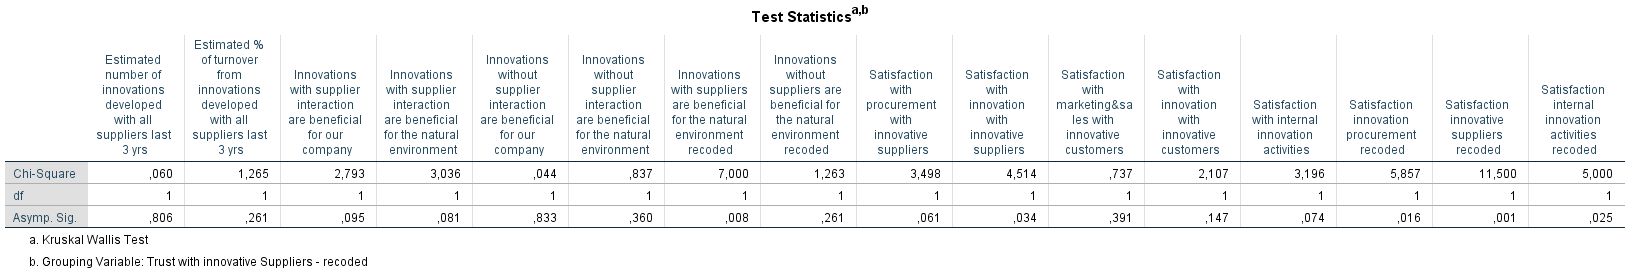 Test Statistics a,b
Estimated number of innovations developed with all suppliers last 3 yrs
Estimated % of turnover from innovations developed with all suppliers last 3 yrs
Innovations with supplier interaction are beneficial for our company
Innovations with supplier interaction are beneficial for the natural environment
Innovations without supplier interaction are beneficial for our company
Innovations without supplier interaction are beneficial for the natural environment
Innovations with suppliers are beneficial for the natural environment recoded
Innovations without suppliers are beneficial for the natural environment recoded
Satisfaction with procurement with innovative suppliers
Satisfaction with innovation with innovative suppliers
Satisfaction with marketing&sa les with innovative customers
Satisfaction with innovation with innovative customers
Satisfaction with internal innovation activities
Satisfaction innovation procurement recoded
Satisfaction innovative suppliers recoded
Satisfaction internal innovation activities recoded
Chi-Square ,060 1,265 2,793 3,036 ,044 ,837 7,000 1,263 3,498 4,514 ,737 2,107 3,196 5,857 11,500 5,000
df 1 1 1 1 1 1 1 1 1 1 1 1 1 1 1 1
Asymp. Sig. ,806 ,261 ,095 ,081 ,833 ,360 ,008 ,261 ,061 ,034 ,391 ,147 ,074 ,016 ,001 ,025
a. Kruskal Wallis Test
b. Grouping Variable: Trust with innovative Suppliers - recoded